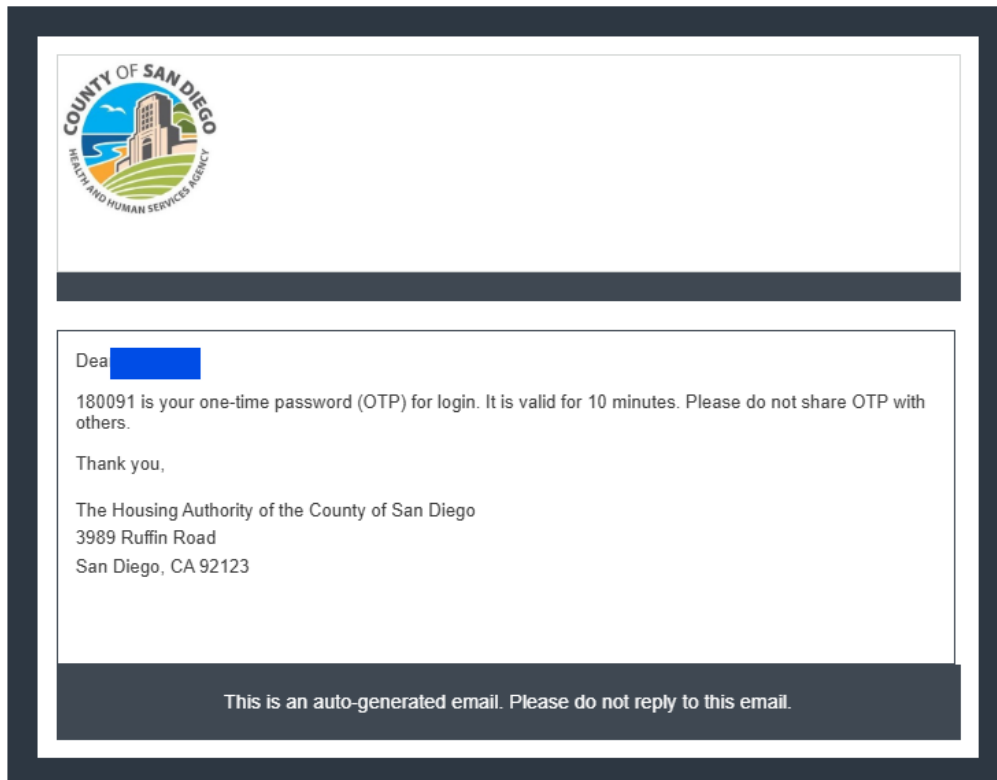 COUNTY OF SAN DIEGO
HEALTH AND HUMAN SERVICES AGENCY
Dea
180091 is your one-time password (OTP) for login. It is valid for 10 minutes. Please do not share OTP with
others.
Thank you,
The Housing Authority of the County of San Diego
3989 Ruffin Road
San Diego, CA 92123
This is an auto-generated email. Please do not reply to this email.